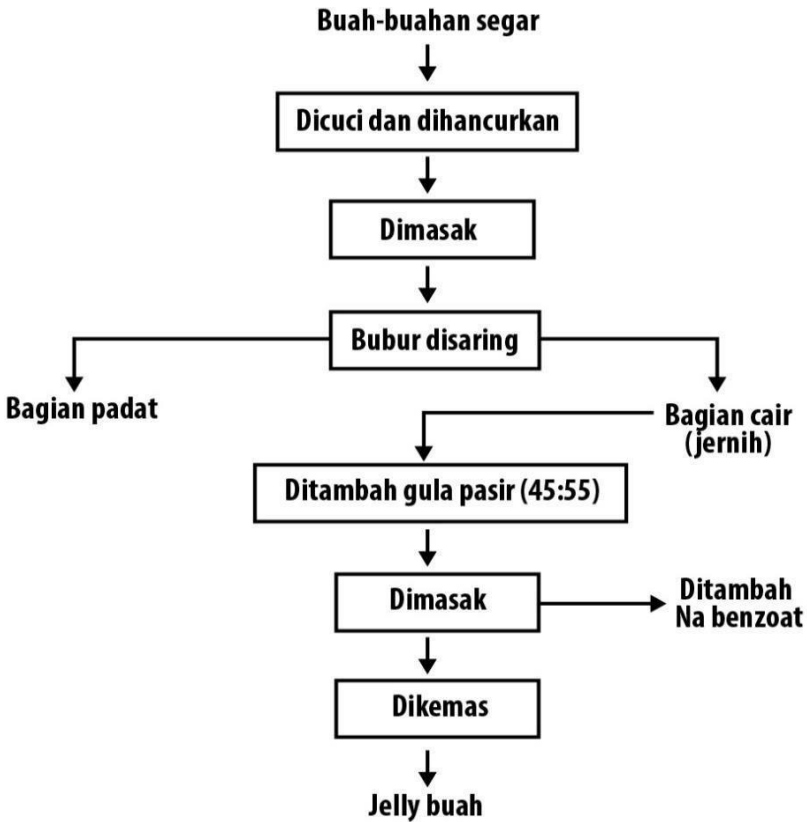 Buah-buahan segar
Dicuci dan dihancurkan
Dimasak
Bubur disaring
Bagian padat
Bagian cair
(jernih)
Ditambah gula pasir (45:55)
Dimasak
Ditambah
Na benzoat
Dikemas
Jelly buah